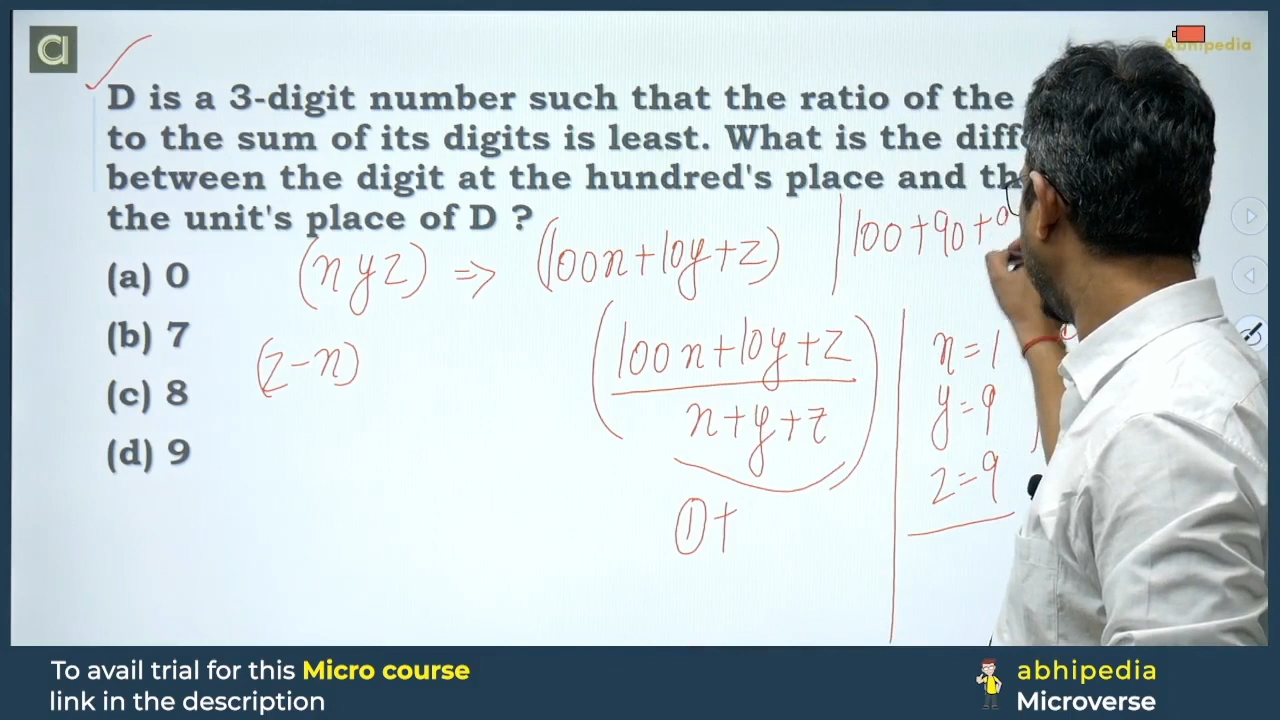 Abhipedia
D is a 3-digit number such that the ratio of the
to the sum of its digits is least. What is the
between the digit at the hundred's place and
the unit's place of D ?
(a) 0
(b) 7
(c) 8
(d) 9
(x y z) => (100x+10y+z)
100+90+
(z-x)
100x+10y+z
x+y+z
1+
x=1
y=9
z=9
To avail trial for this Micro course
link in the description
abhipedia
Microverse